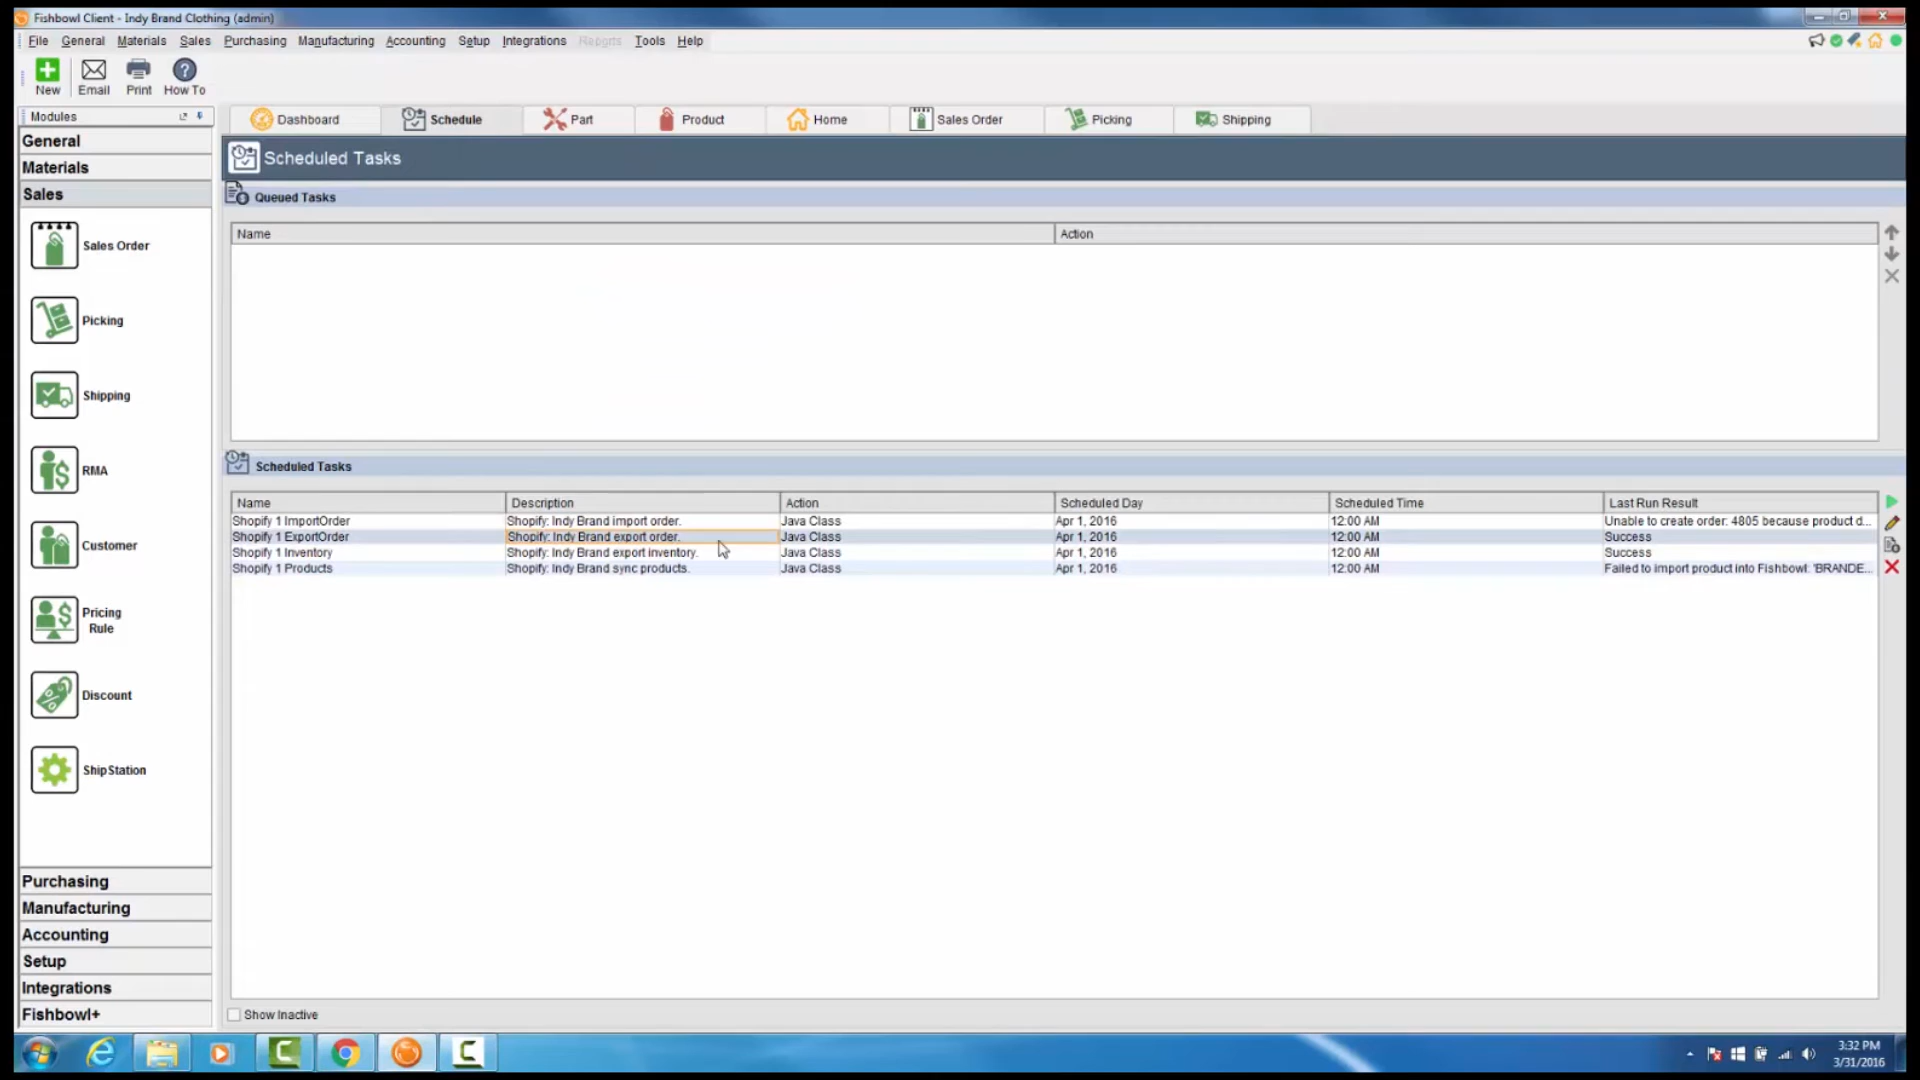 Fishbowl Client - Indy Brand Clothing (admin)
File General Materials Sales Purchasing Manufacturing Accounting Setup Integrations Reports Tools Help
New Email Print How To
Modules
Dashboard Schedule Part Product Home Sales Order Picking Shipping
General
Materials
Sales
Sales Order
Picking
Shipping
RMA
Customer
Pricing
Rule
Discount
ShipStation
Purchasing
Manufacturing
Accounting
Setup
Integrations
Fishbowl+
Scheduled Tasks
Queued Tasks
Name Action
Scheduled Tasks
Name Description Action Scheduled Day Scheduled Time Last Run Result
Shopify 1 ImportOrder Shopify: Indy Brand import order. Java Class Apr 1, 2016 12:00 AM Unable to create order: 4805 because product d...
Shopify 1 ExportOrder Shopify: Indy Brand export order. Java Class Apr 1, 2016 12:00 AM Success
Shopify 1 Inventory Shopify: Indy Brand export inventory. Java Class Apr 1, 2016 12:00 AM Success
Shopify 1 Products Shopify: Indy Brand sync products. Java Class Apr 1, 2016 12:00 AM Failed to import product into Fishbowl: 'BRANDE...
Show Inactive
3:32 PM
3/31/2016